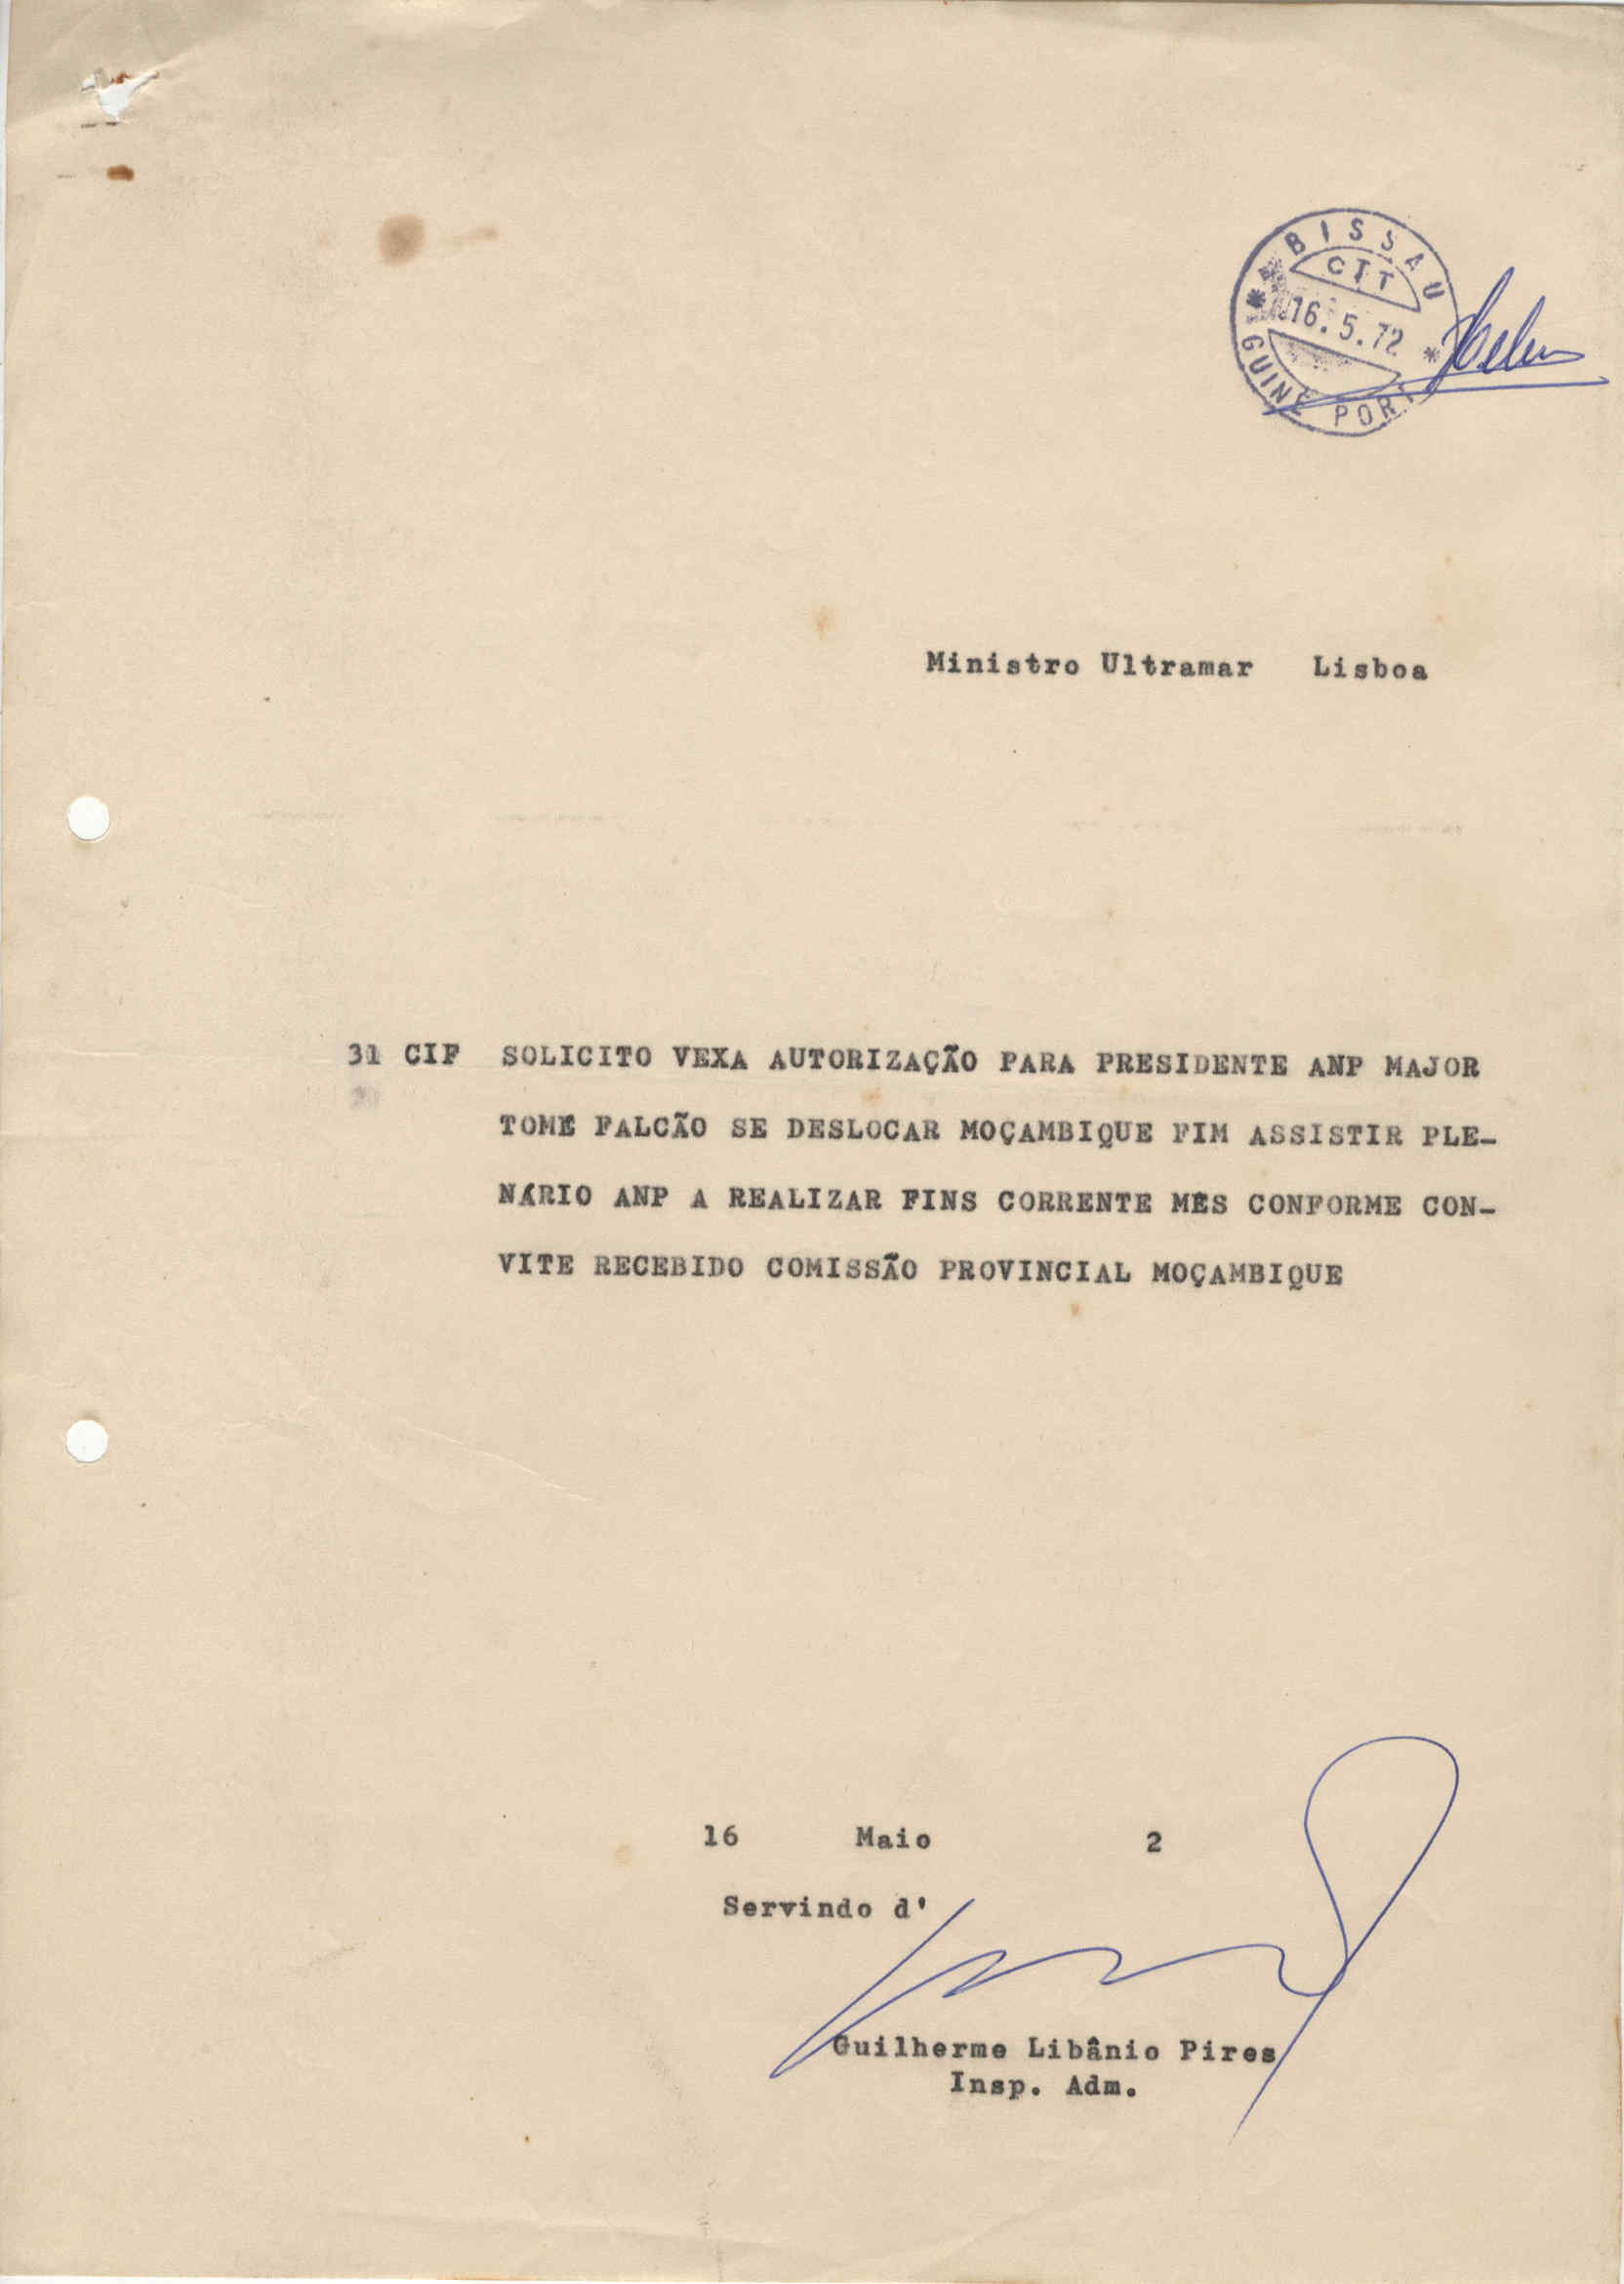 BISSAU
CTT
16. 5. 72
GUINÉ PORT
Ministro Ultramar Lisboa
31 CIF SOLICITO VEXA AUTORIZAÇÃO PARA PRESIDENTE ANP MAJOR
TOMÉ FALCÃO SE DESLOCAR MOÇAMBIQUE FIM ASSISTIR PLE-
NÁRIO ANP A REALIZAR FINS CORRENTE MÊS CONFORME CON-
VITE RECEBIDO COMISSÃO PROVINCIAL MOÇAMBIQUE
16 Maio 2
Servindo d'
Guilherme Libânio Pires
Insp. Adm.